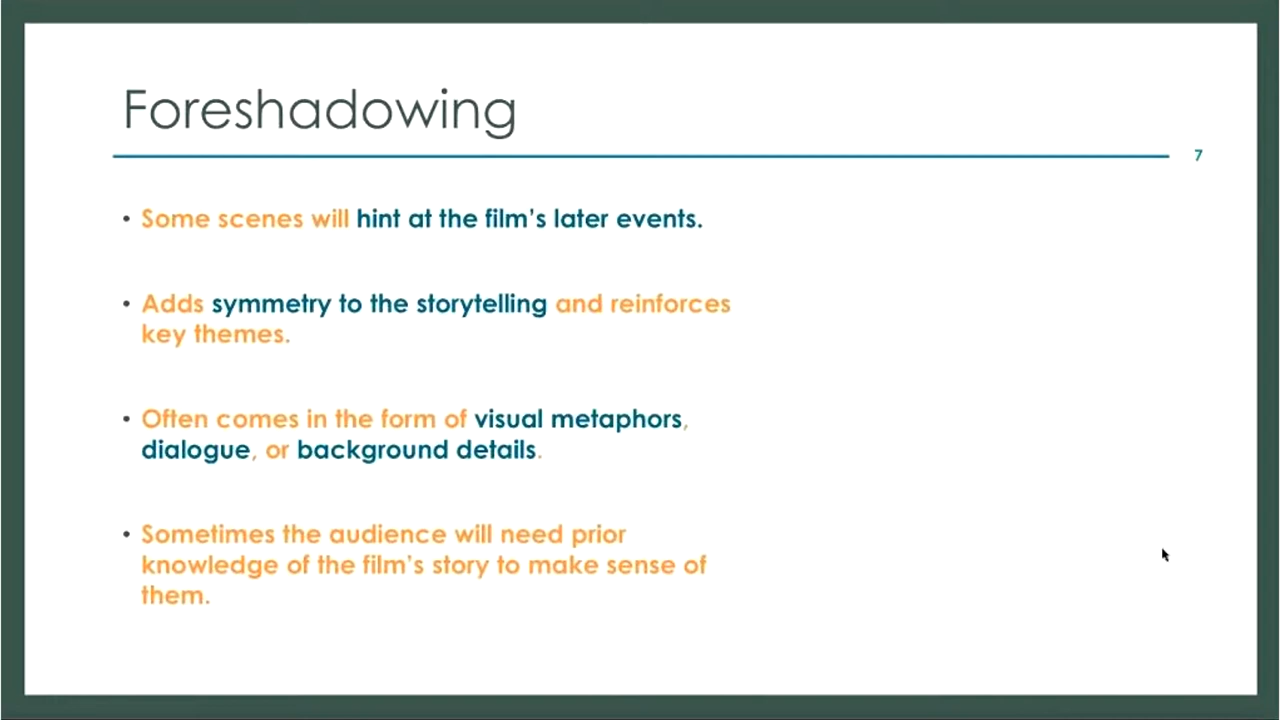 Foreshadowing
7
• Some scenes will hint at the film’s later events.
• Adds symmetry to the storytelling and reinforces
key themes.
• Often comes in the form of visual metaphors,
dialogue, or background details.
• Sometimes the audience will need prior
knowledge of the film’s story to make sense of
them.